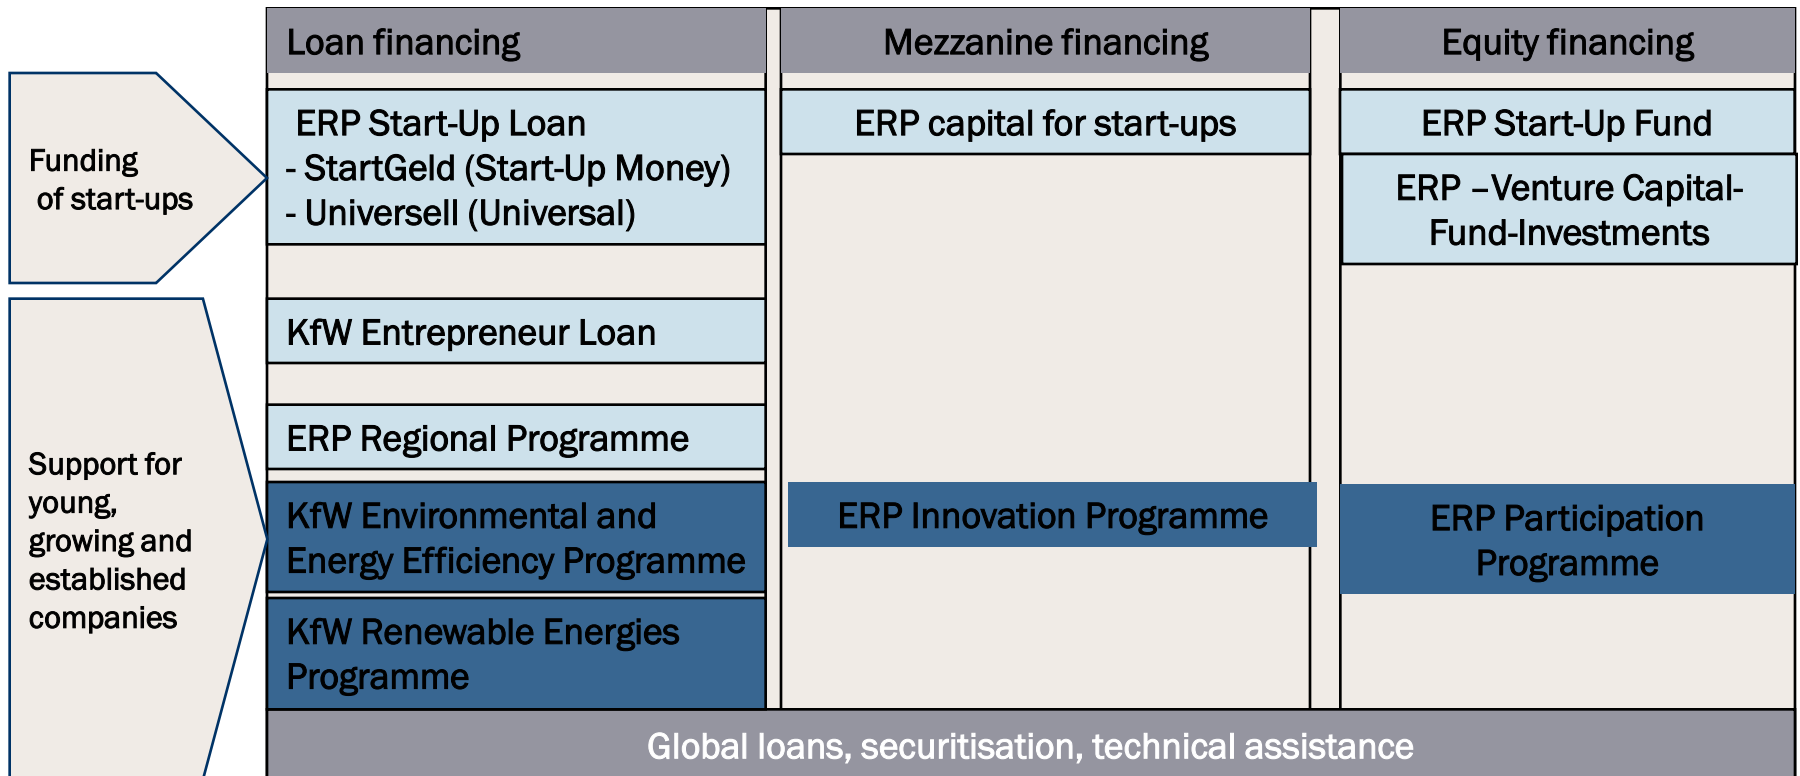 Loan financing
Mezzanine financing
Equity financing
Funding
of start-ups
ERP Start-Up Loan
- StartGeld (Start-Up Money)
- Universell (Universal)
ERP capital for start-ups
ERP Start-Up Fund
ERP –Venture Capital-
Fund-Investments
Support for
young,
growing and
established
companies
KfW Entrepreneur Loan
ERP Regional Programme
KfW Environmental and
Energy Efficiency Programme
ERP Innovation Programme
ERP Participation
Programme
KfW Renewable Energies
Programme
Global loans, securitisation, technical assistance